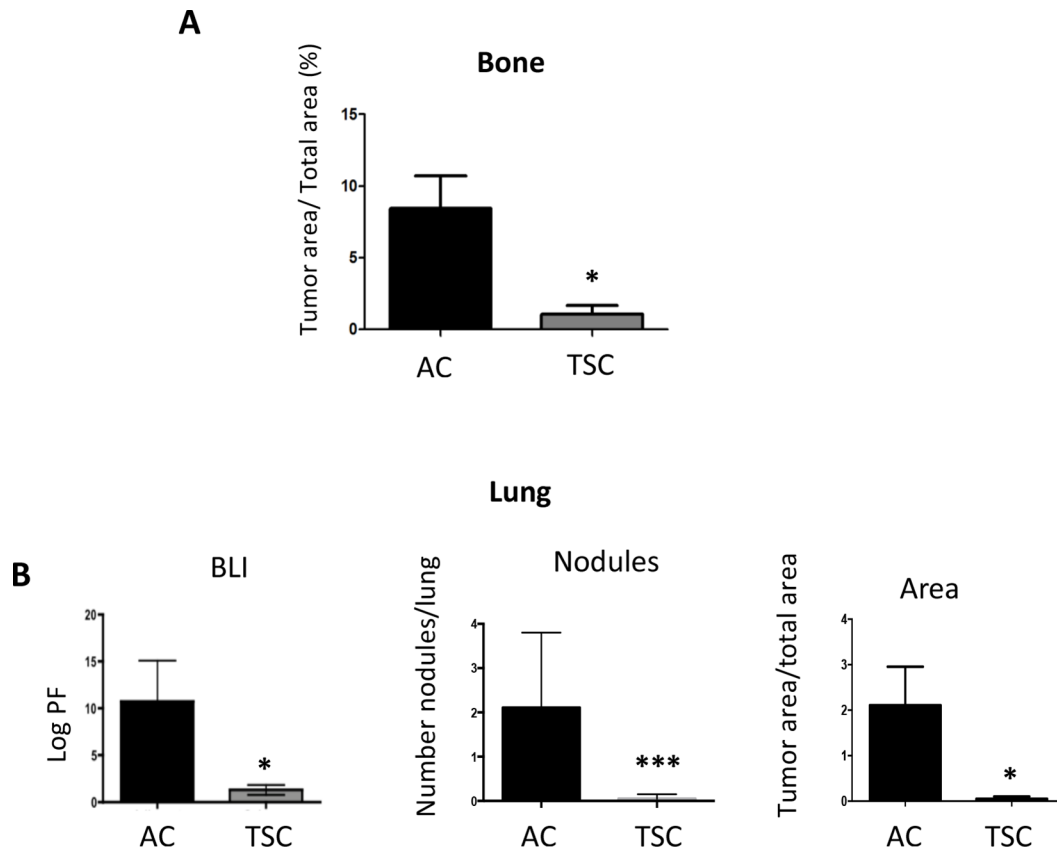 A
Bone
Tumor area/ Total area (%)
15
10
5
0
*
AC
TSC
Lung
B
BLI
Log PF
20
15
10
5
0
*
AC
TSC
Nodules
Number nodules/lung
4
3
2
1
0
***
AC
TSC
Area
Tumor area/total area
4
3
2
1
0
*
AC
TSC